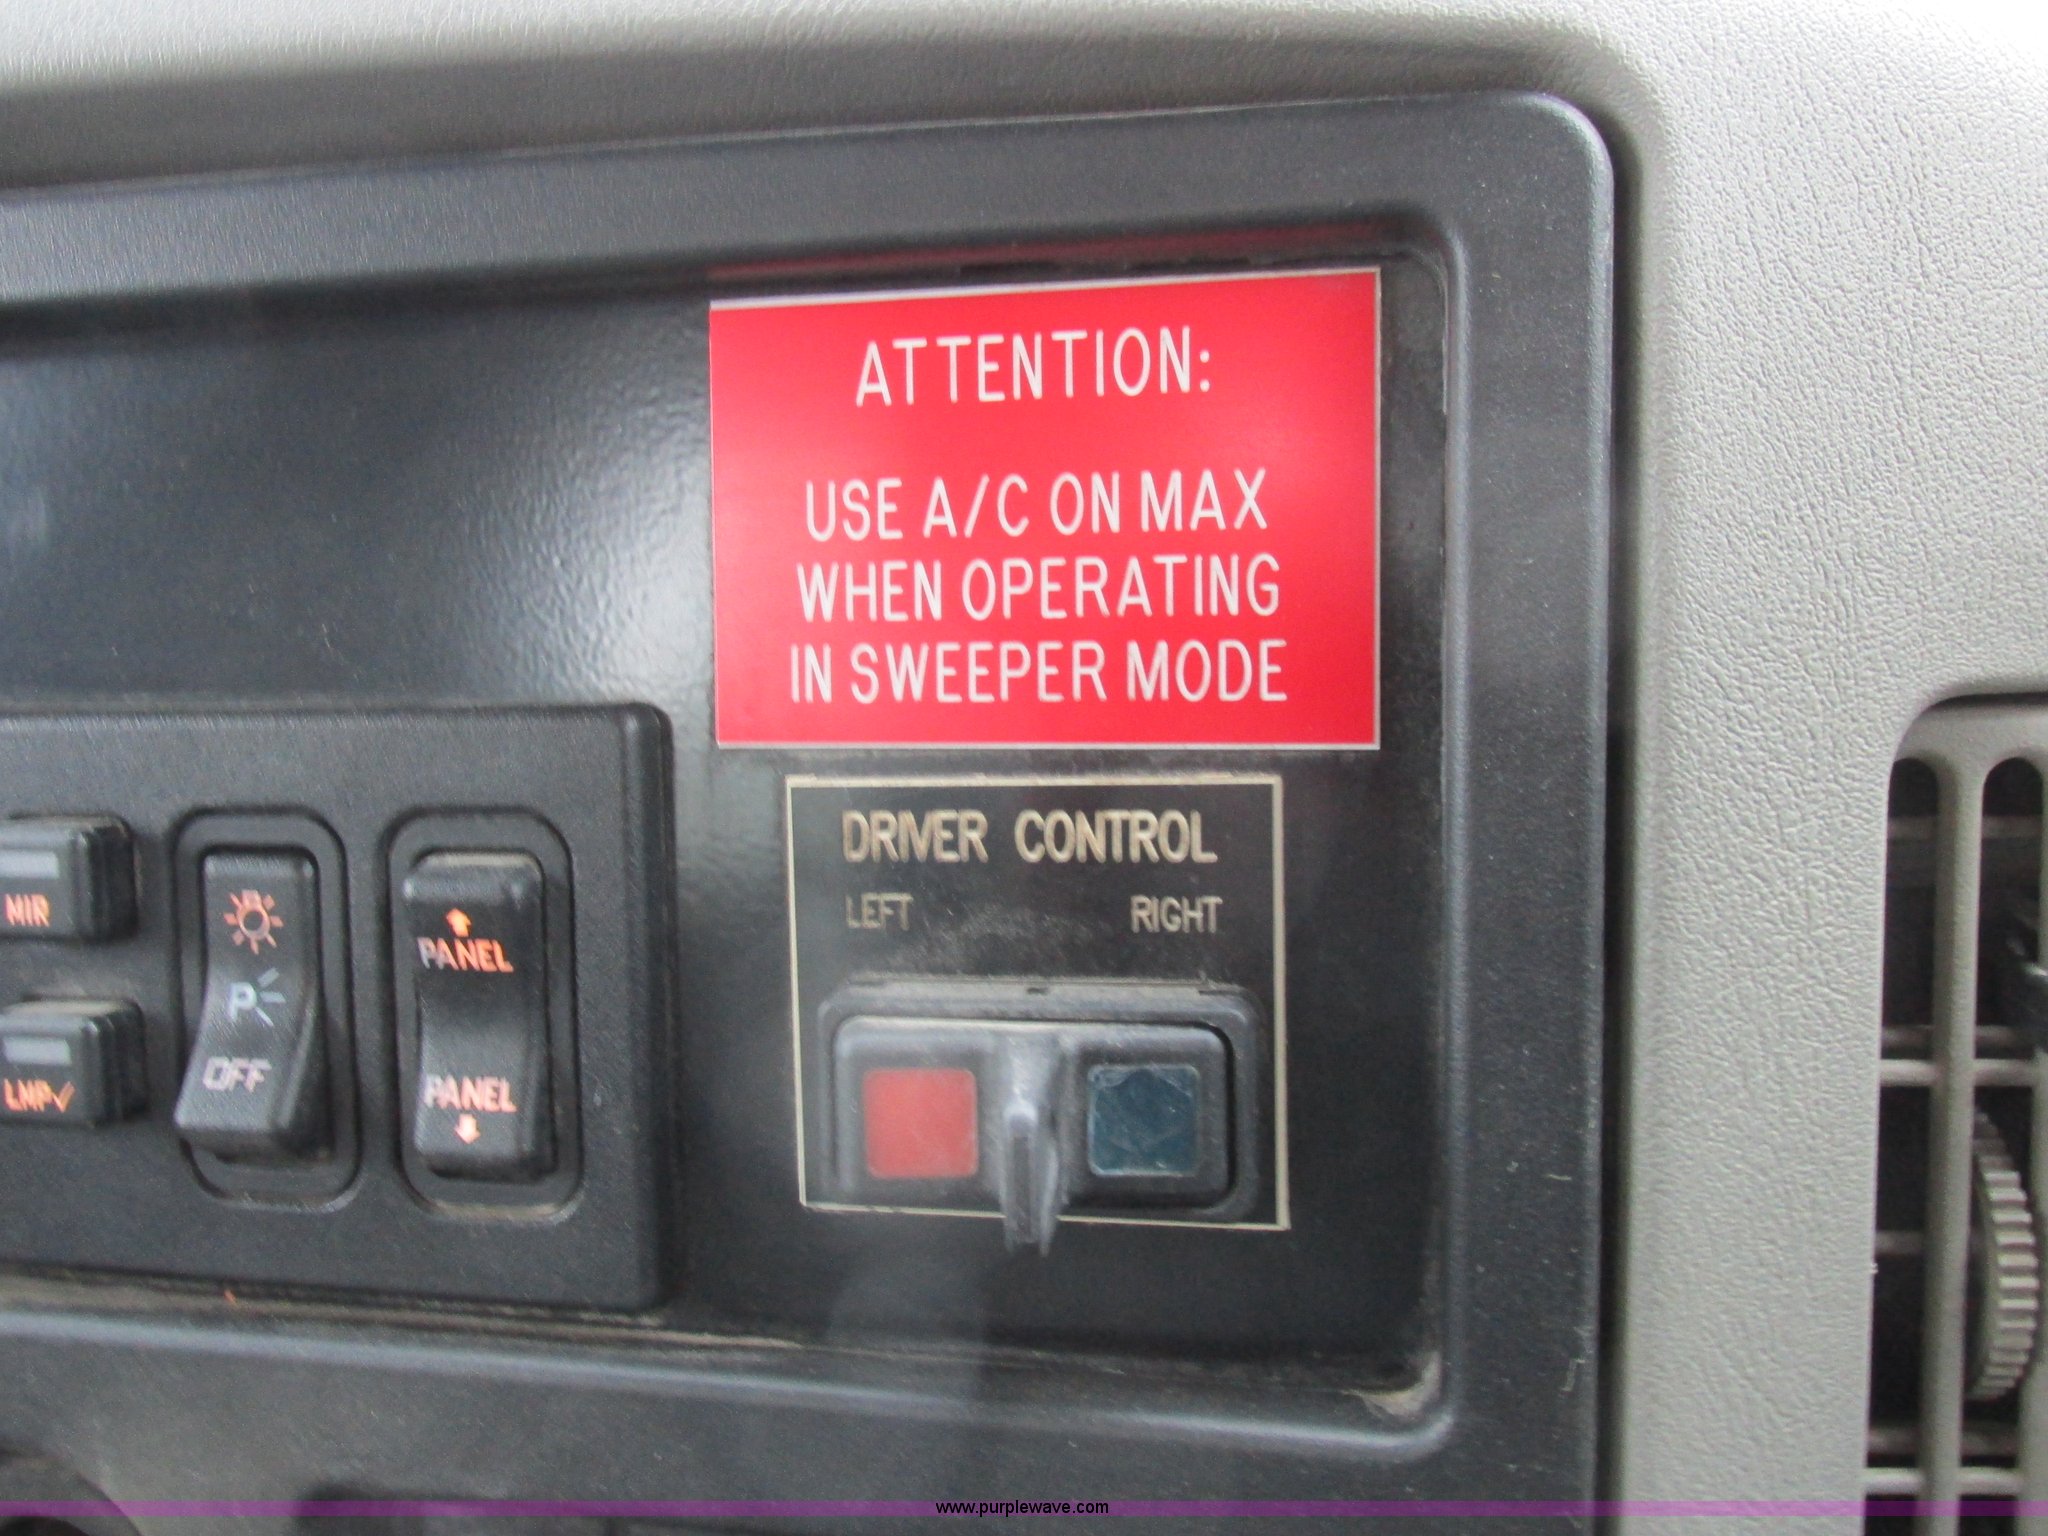 ATTENTION:
USE A/C ON MAX
WHEN OPERATING
IN SWEEPER MODE
DRIVER CONTROL
LEFT RIGHT
MIR
LMP✓
P
OFF
PANEL
PANEL
www.purplewave.com